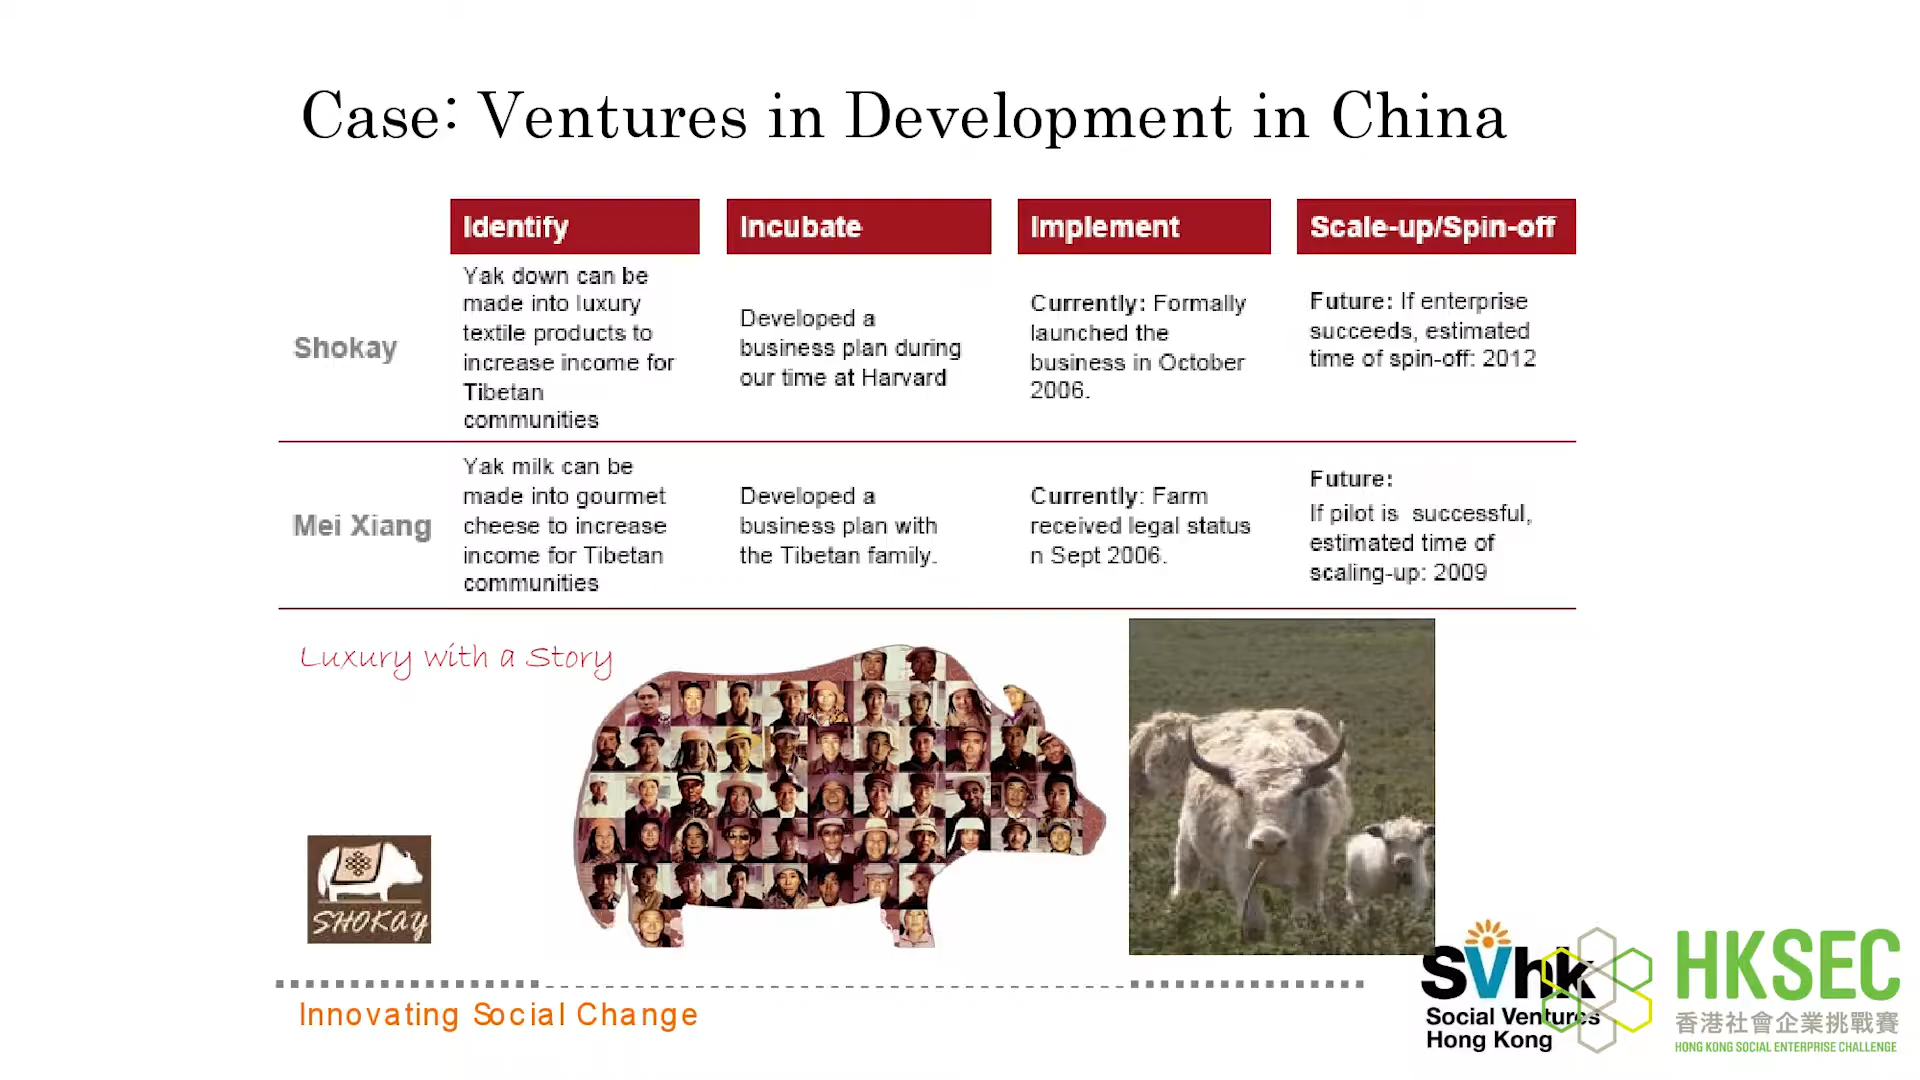 Case: Ventures in Development in China
Identify
Incubate
Implement
Scale-up/Spin-off
Shokay
Yak down can be
made into luxury
textile products to
increase income for
Tibetan
communities
Developed a
business plan during
our time at Harvard
Currently: Formally
launched the
business in October
2006.
Future: If enterprise
succeeds, estimated
time of spin-off: 2012
Mei Xiang
Yak milk can be
made into gourmet
cheese to increase
income for Tibetan
communities
Developed a
business plan with
the Tibetan family.
Currently: Farm
received legal status
n Sept 2006.
Future:
If pilot is successful,
estimated time of
scaling-up: 2009
Luxury with a Story
SHOKAY
Innovating Social Change
SVhk
Social Ventures
Hong Kong
HKSEC
香港社會企業挑戰賽
HONG KONG SOCIAL ENTERPRISE CHALLENGE